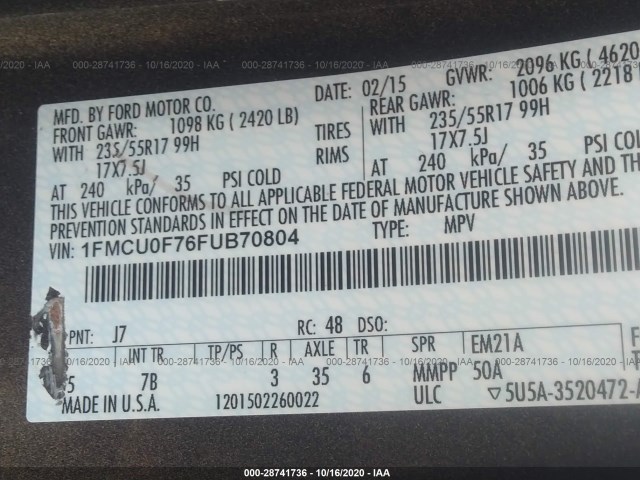 MFD. BY FORD MOTOR CO. DATE: 02/15 GVWR: 2096 KG ( 4620
FRONT GAWR: 1098 KG ( 2420 LB) REAR GAWR: 1006 KG ( 2218
WITH 235/55R17 99H TIRES WITH 235/55R17 99H
17X7.5J RIMS 17X7.5J
AT 240 kPa/ 35 PSI COLD AT 240 kPa/ 35 PSI COLD
THIS VEHICLE CONFORMS TO ALL APPLICABLE FEDERAL MOTOR VEHICLE SAFETY AND THE
PREVENTION STANDARDS IN EFFECT ON THE DATE OF MANUFACTURE SHOWN ABOVE.
VIN: 1FMCU0F76FUB70804 TYPE: MPV
PNT: J7 RC: 48 DSO:
INT TR TP/PS R AXLE TR SPR EM21A
5 7B 3 35 6 MMPP 50A
MADE IN U.S.A. 1201502260022 ULC ▽5U5A-3520472-A
000-28741736 - 10/16/2020 - IAA